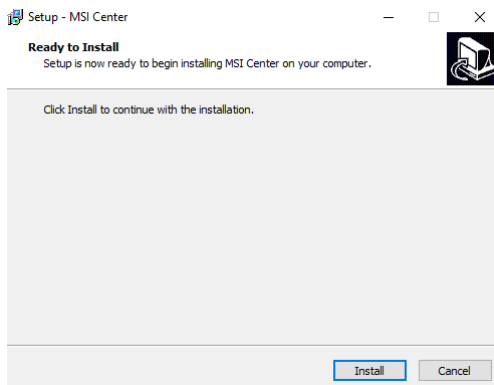 Setup - MSI Center
Ready to Install
Setup is now ready to begin installing MSI Center on your computer.
Click Install to continue with the installation.
Install
Cancel